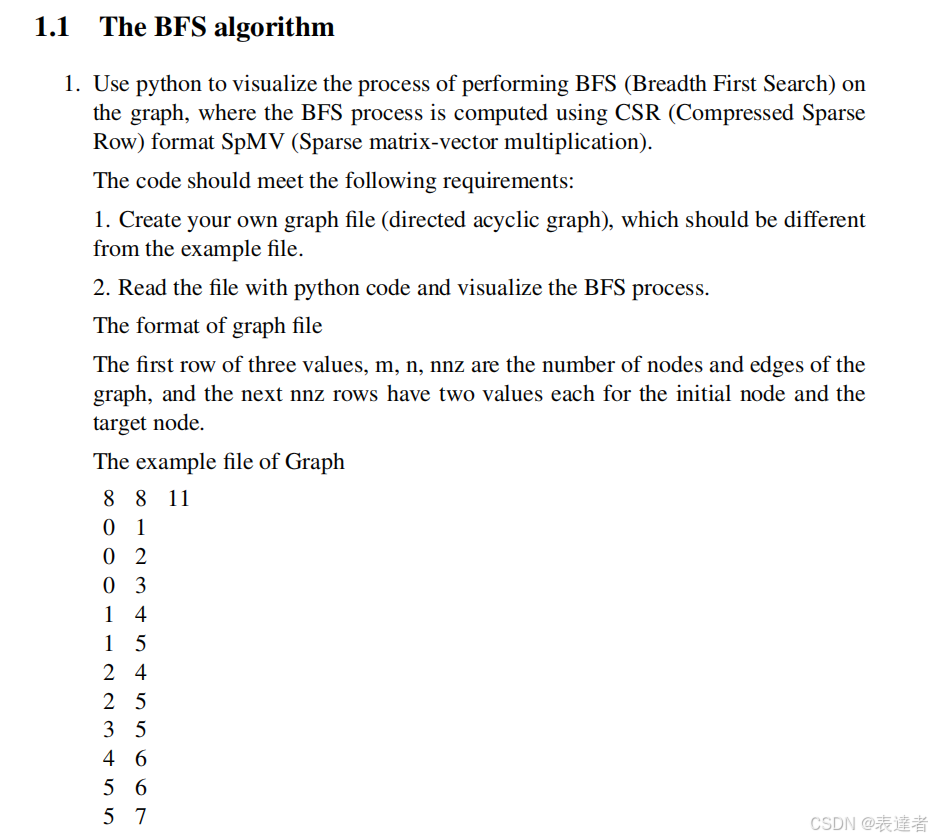 1.1 The BFS algorithm
1. Use python to visualize the process of performing BFS (Breadth First Search) on
the graph, where the BFS process is computed using CSR (Compressed Sparse
Row) format SpMV (Sparse matrix-vector multiplication).
The code should meet the following requirements:
1. Create your own graph file (directed acyclic graph), which should be different
from the example file.
2. Read the file with python code and visualize the BFS process.
The format of graph file
The first row of three values, m, n, nnz are the number of nodes and edges of the
graph, and the next nnz rows have two values each for the initial node and the
target node.
The example file of Graph
8 8 11
0 1
0 2
0 3
1 4
1 5
2 4
2 5
3 5
4 6
5 6
5 7
CSDN @表達者